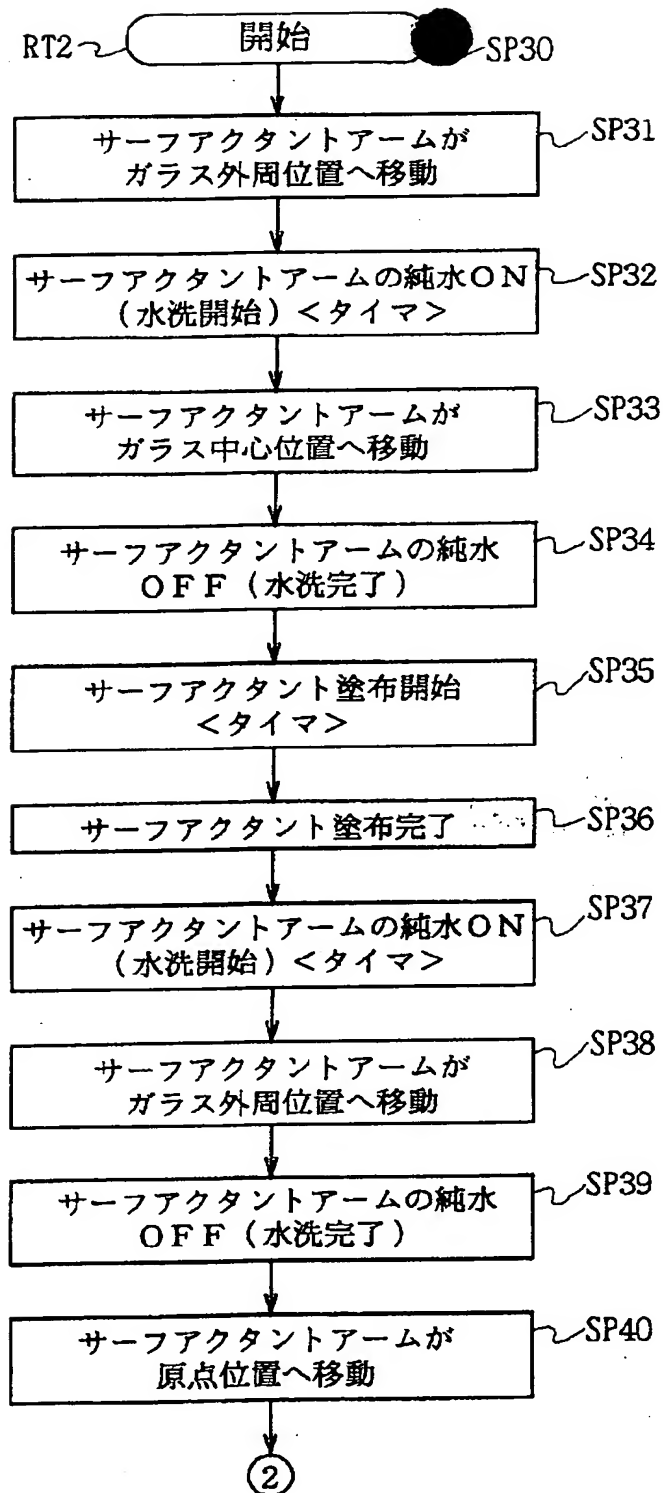 RT2
開始
SP30
サーフアクタントアームが
ガラス外周位置へ移動
SP31
サーフアクタントアームの純水ON
(水洗開始)<タイマ>
SP32
サーフアクタントアームが
ガラス中心位置へ移動
SP33
サーフアクタントアームの純水
OFF(水洗完了)
SP34
サーフアクタント塗布開始
<タイマ>
SP35
サーフアクタント塗布完了
SP36
サーフアクタントアームの純水ON
(水洗開始)<タイマ>
SP37
サーフアクタントアームが
ガラス外周位置へ移動
SP38
サーフアクタントアームの純水
OFF(水洗完了)
SP39
サーフアクタントアームが
原点位置へ移動
SP40
2